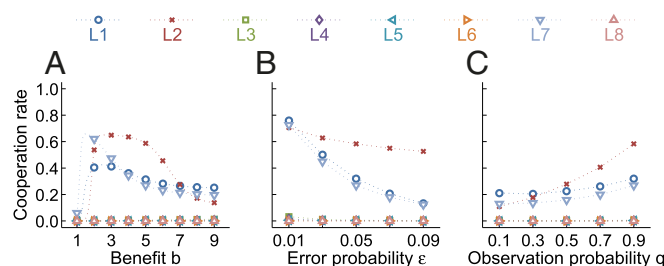 L1 L2 L3 L4 L5 L6 L7 L8
A B C
Cooperation rate
1.0
0.8
0.6
0.4
0.2
0.0
1 3 5 7 9
0.01 0.05 0.09
0.1 0.3 0.5 0.7 0.9
Benefit b
Error probability ε
Observation probability q